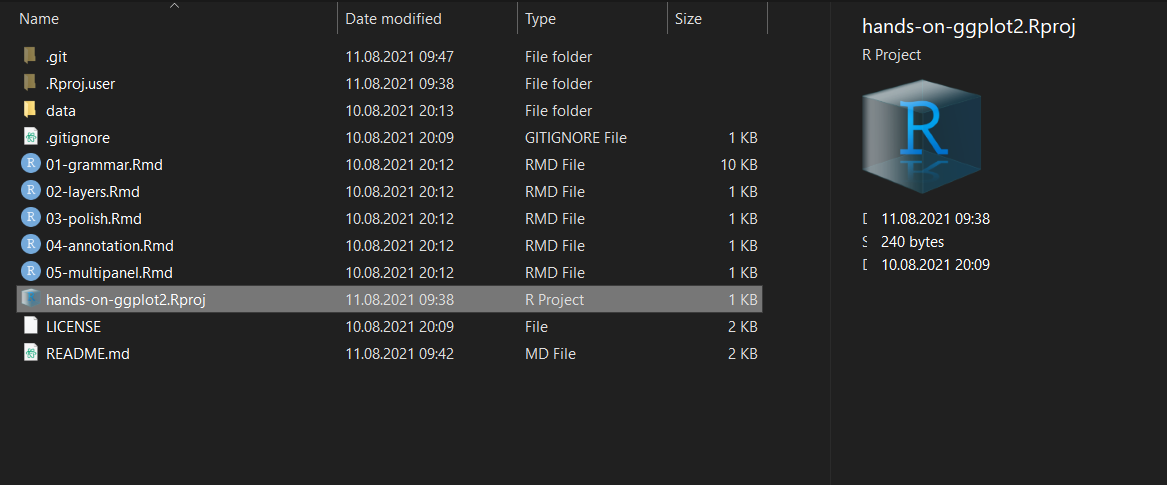 Name Date modified Type Size
.git 11.08.2021 09:47 File folder
.Rproj.user 11.08.2021 09:38 File folder
data 10.08.2021 20:13 File folder
.gitignore 10.08.2021 20:09 GITIGNORE File 1 KB
R 01-grammar.Rmd 10.08.2021 20:12 RMD File 10 KB
R 02-layers.Rmd 10.08.2021 20:12 RMD File 1 KB
R 03-polish.Rmd 10.08.2021 20:12 RMD File 1 KB
R 04-annotation.Rmd 10.08.2021 20:12 RMD File 1 KB
R 05-multipanel.Rmd 10.08.2021 20:12 RMD File 1 KB
hands-on-ggplot2.Rproj 11.08.2021 09:38 R Project 1 KB
LICENSE 10.08.2021 20:09 File 2 KB
README.md 11.08.2021 09:42 MD File 2 KB
hands-on-ggplot2.Rproj
R Project
R
11.08.2021 09:38
240 bytes
10.08.2021 20:09